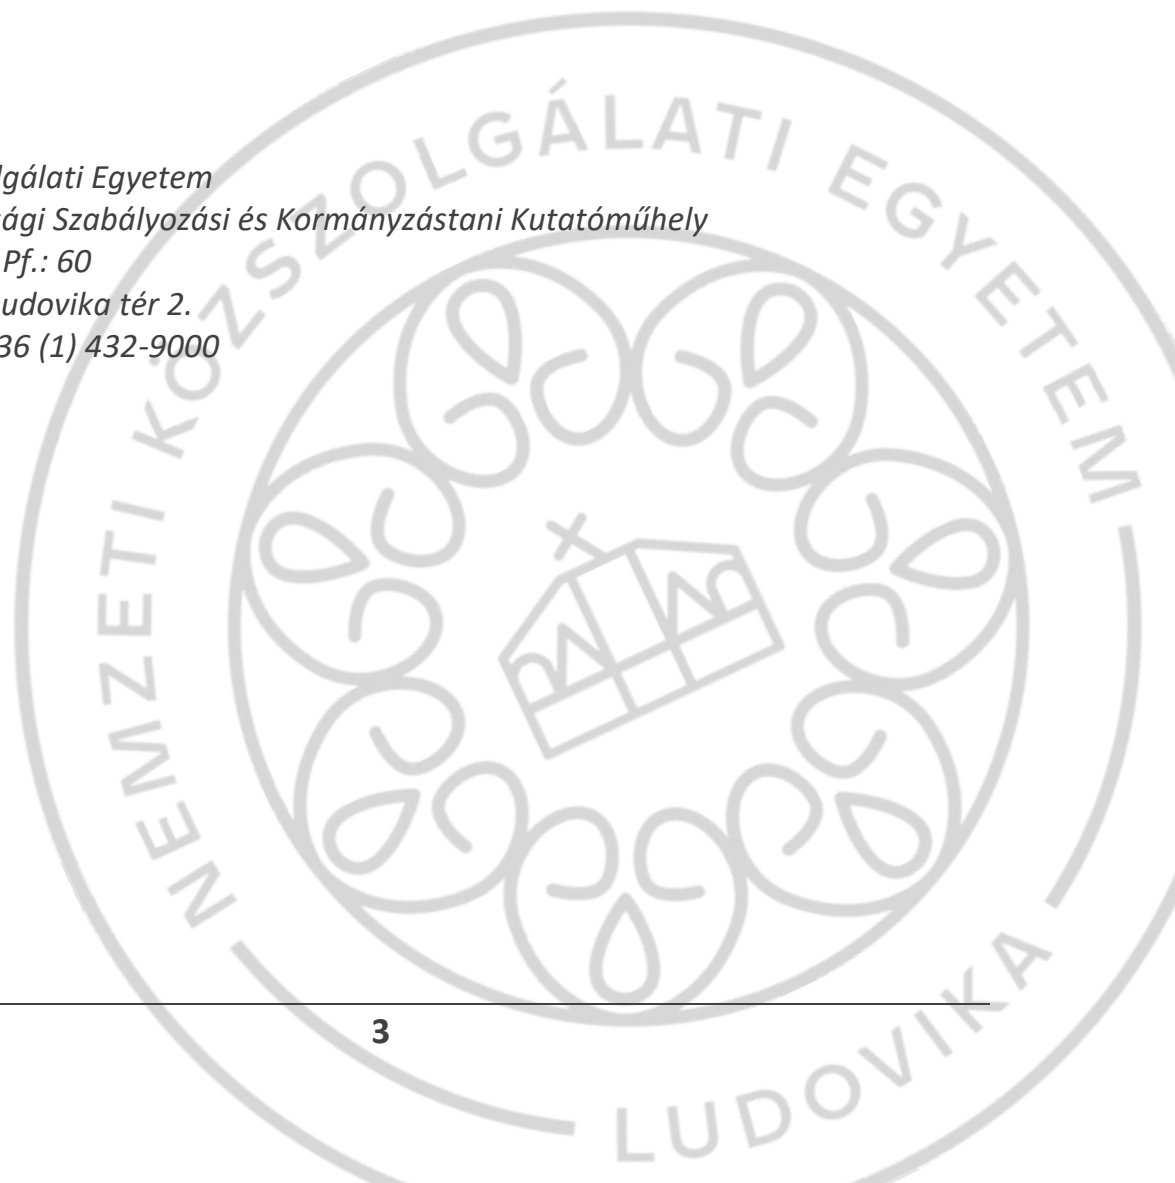 lgálati Egyetem
sági Szabályozási és Kormányzástani Kutatóműhely
Pf.: 60
udovika tér 2.
36 (1) 432-9000
NEMZETI KÖZSZOLGÁLATI EGYETEM
LUDOVIKA
3